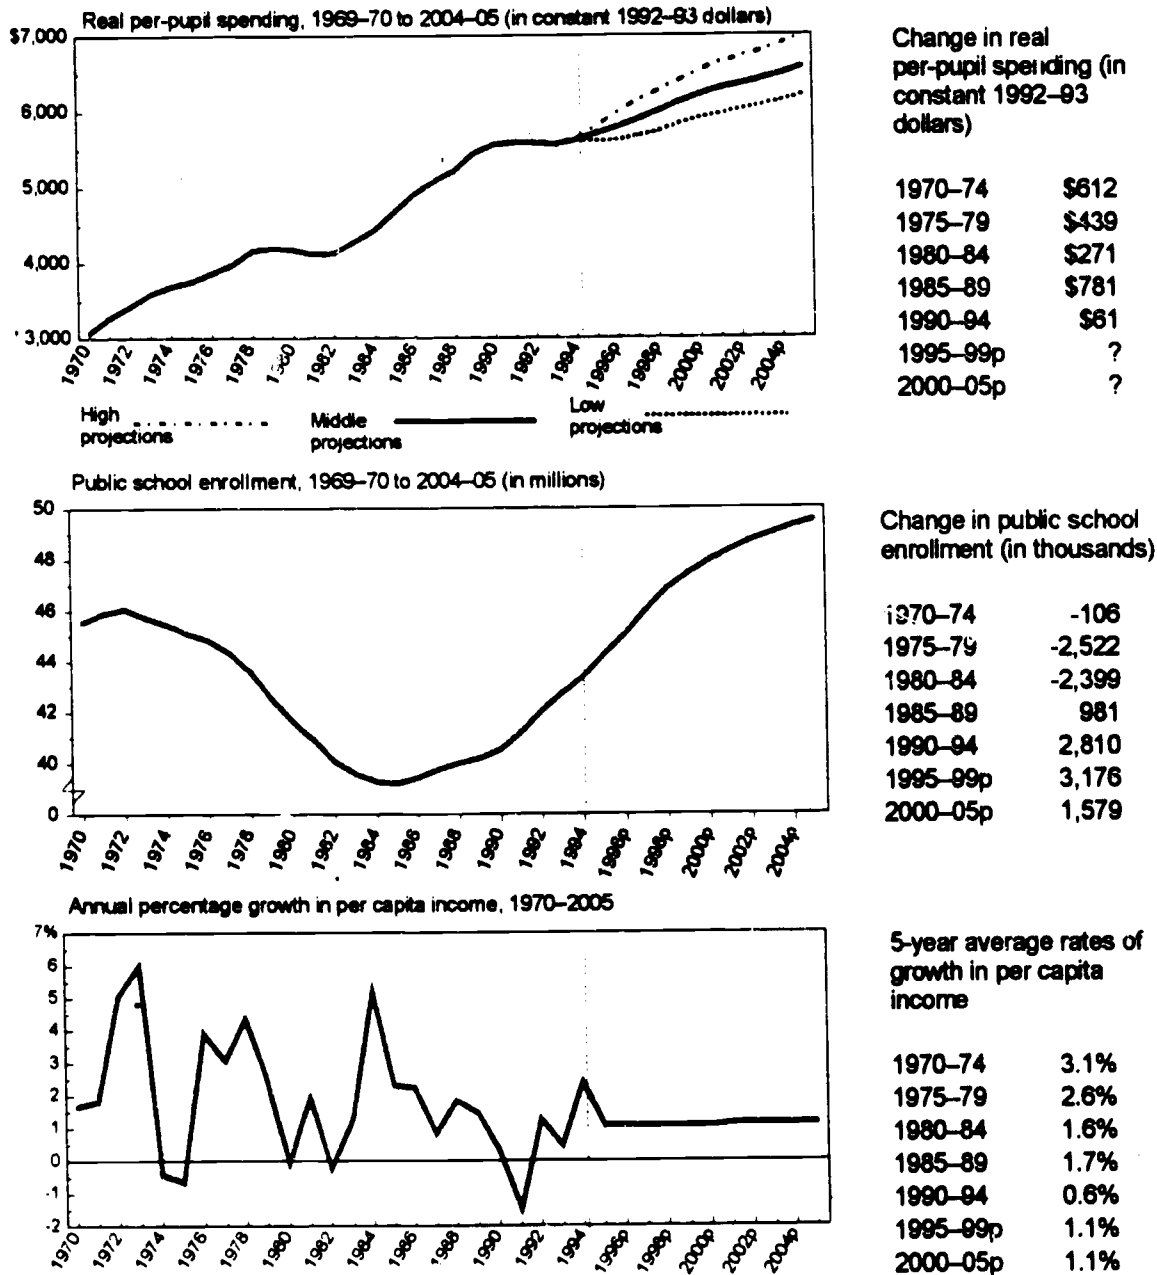 Real per-pupil spending, 1969–70 to 2004–05 (in constant 1992–93 dollars)
$7,000
6,000
5,000
4,000
3,000
1970
1972
1974
1976
1978
1980
1982
1984
1986
1988
1990
1992
1994
1996p
1998p
2000p
2002p
2004p
High projections
Middle projections
Low projections
Change in real
per-pupil spending (in
constant 1992–93
dollars)
1970–74 $612
1975–79 $439
1980–84 $271
1985–89 $781
1990–94 $61
1995–99p ?
2000–05p ?
Public school enrollment, 1969–70 to 2004–05 (in millions)
50
48
46
44
42
40
0
1970
1972
1974
1976
1978
1980
1982
1984
1986
1988
1990
1992
1994
1996p
1998p
2000p
2002p
2004p
Change in public school
enrollment (in thousands)
1970–74 -106
1975–79 -2,522
1980–84 -2,399
1985–89 981
1990–94 2,810
1995–99p 3,176
2000–05p 1,579
Annual percentage growth in per capita income, 1970–2005
7%
6
5
4
3
2
1
0
-1
-2
1970
1972
1974
1976
1978
1980
1982
1984
1986
1988
1990
1992
1994
1996p
1998p
2000p
2002p
2004p
5-year average rates of
growth in per capita
income
1970–74 3.1%
1975–79 2.6%
1980–84 1.6%
1985–89 1.7%
1990–94 0.6%
1995–99p 1.1%
2000–05p 1.1%